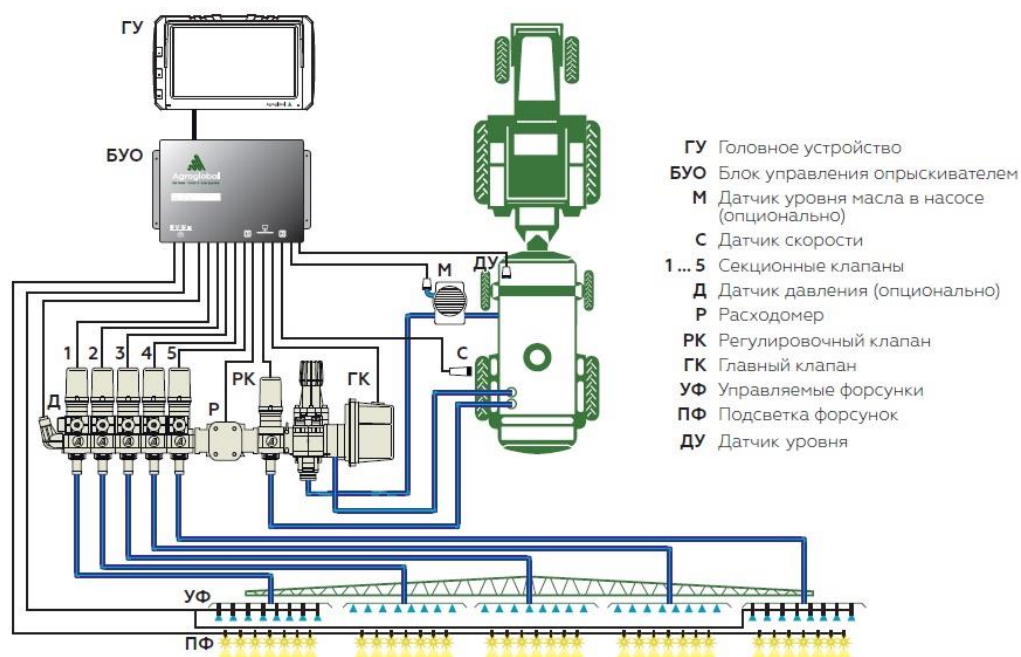 ГУ
БУО
Agroglobal
М
ДУ
С
1 2 3 4 5
Д
Р
РК
ГК
УФ
ПФ
ГУ Головное устройство
БУО Блок управления опрыскивателем
М Датчик уровня масла в насосе
(опционально)
С Датчик скорости
1 ... 5 Секционные клапаны
Д Датчик давления (опционально)
Р Расходомер
РК Регулировочный клапан
ГК Главный клапан
УФ Управляемые форсунки
ПФ Подсветка форсунок
ДУ Датчик уровня